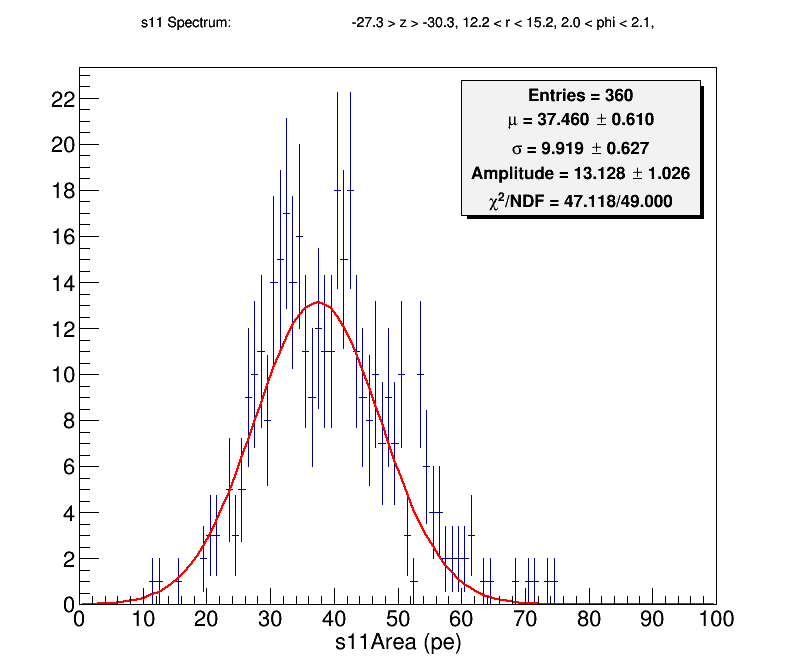 s11 Spectrum: -27.3 > z > -30.3, 12.2 < r < 15.2, 2.0 < phi < 2.1,
Entries = 360
μ = 37.460 ± 0.610
σ = 9.919 ± 0.627
Amplitude = 13.128 ± 1.026
χ²/NDF = 47.118/49.000
22
20
18
16
14
12
10
8
6
4
2
0
0 10 20 30 40 50 60 70 80 90 100
s11Area (pe)